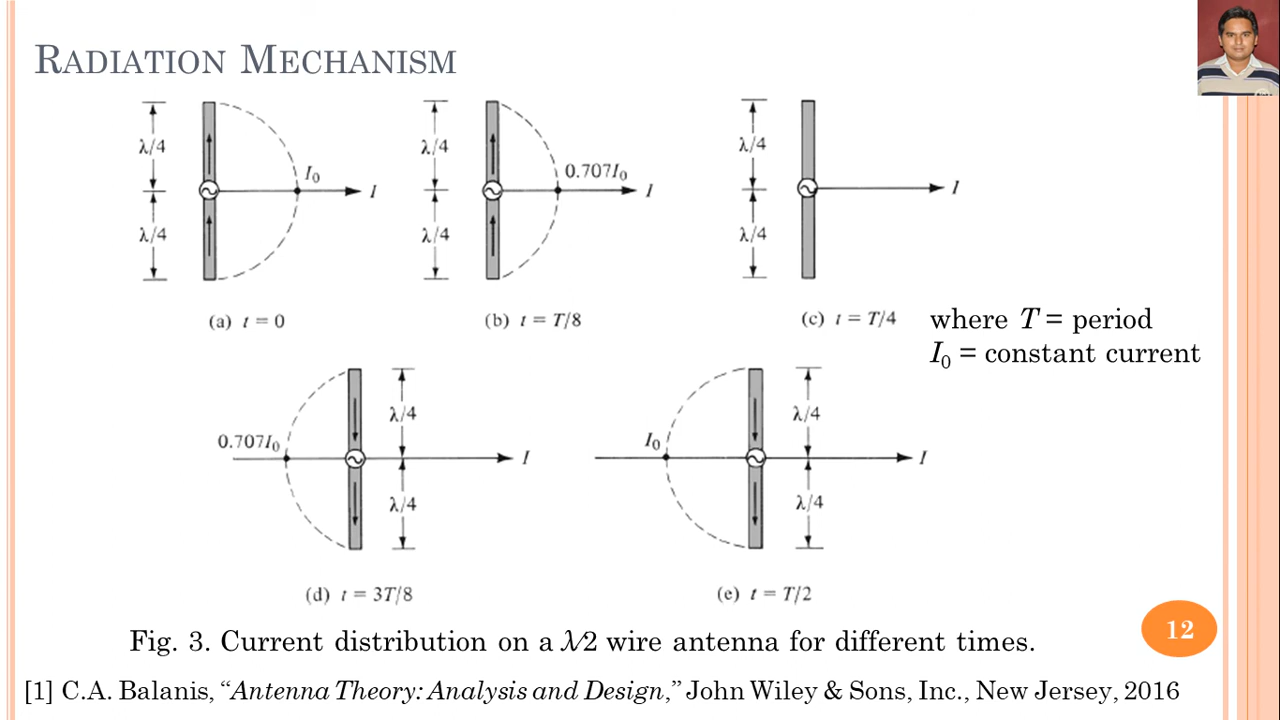 RADIATION MECHANISM
λ/4
λ/4
I₀
I
(a) t = 0
λ/4
λ/4
0.707I₀
I
(b) t = T/8
λ/4
λ/4
I
(c) t = T/4
where T = period
I₀ = constant current
0.707I₀
λ/4
λ/4
I
(d) t = 3T/8
I₀
λ/4
λ/4
I
(e) t = T/2
Fig. 3. Current distribution on a λ/2 wire antenna for different times.
12
[1] C.A. Balanis, “Antenna Theory: Analysis and Design,” John Wiley & Sons, Inc., New Jersey, 2016